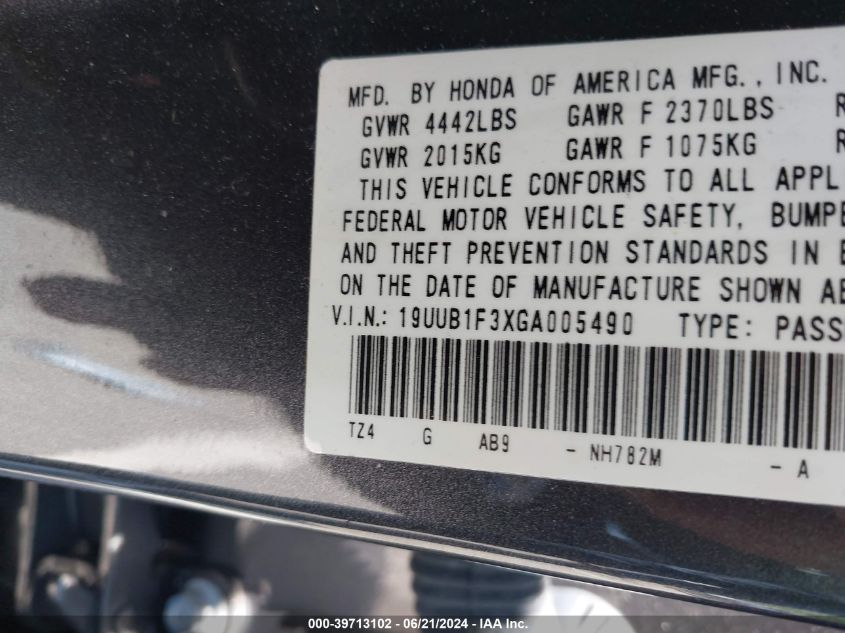 MFD. BY HONDA OF AMERICA MFG., INC.
GVWR 4442LBS GAWR F 2370LBS
GVWR 2015KG GAWR F 1075KG
THIS VEHICLE CONFORMS TO ALL APPL
FEDERAL MOTOR VEHICLE SAFETY, BUMPE
AND THEFT PREVENTION STANDARDS IN E
ON THE DATE OF MANUFACTURE SHOWN AB
V.I.N.: 19UUB1F3XGA005490 TYPE: PASS
TZ4 G AB9 - NH782M - A
000-39713102 - 06/21/2024 - IAA Inc.